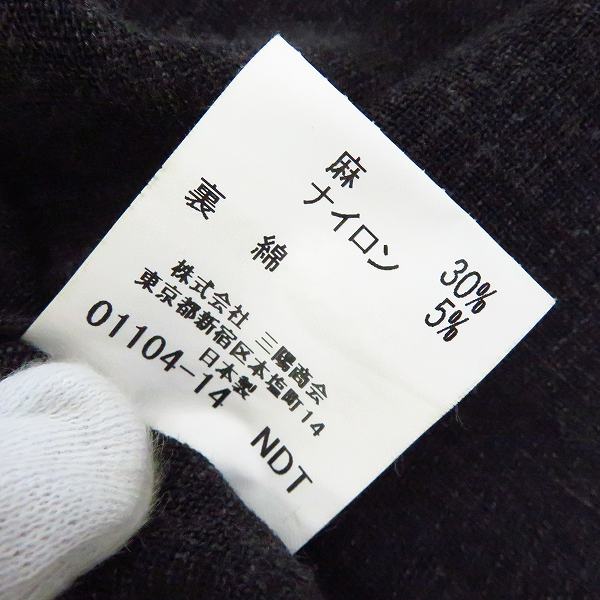 麻 30%
ナイロン 5%
裏 綿
株式会社 三陽商会
東京都新宿区本塩町14
日本製
01104-14 NDT